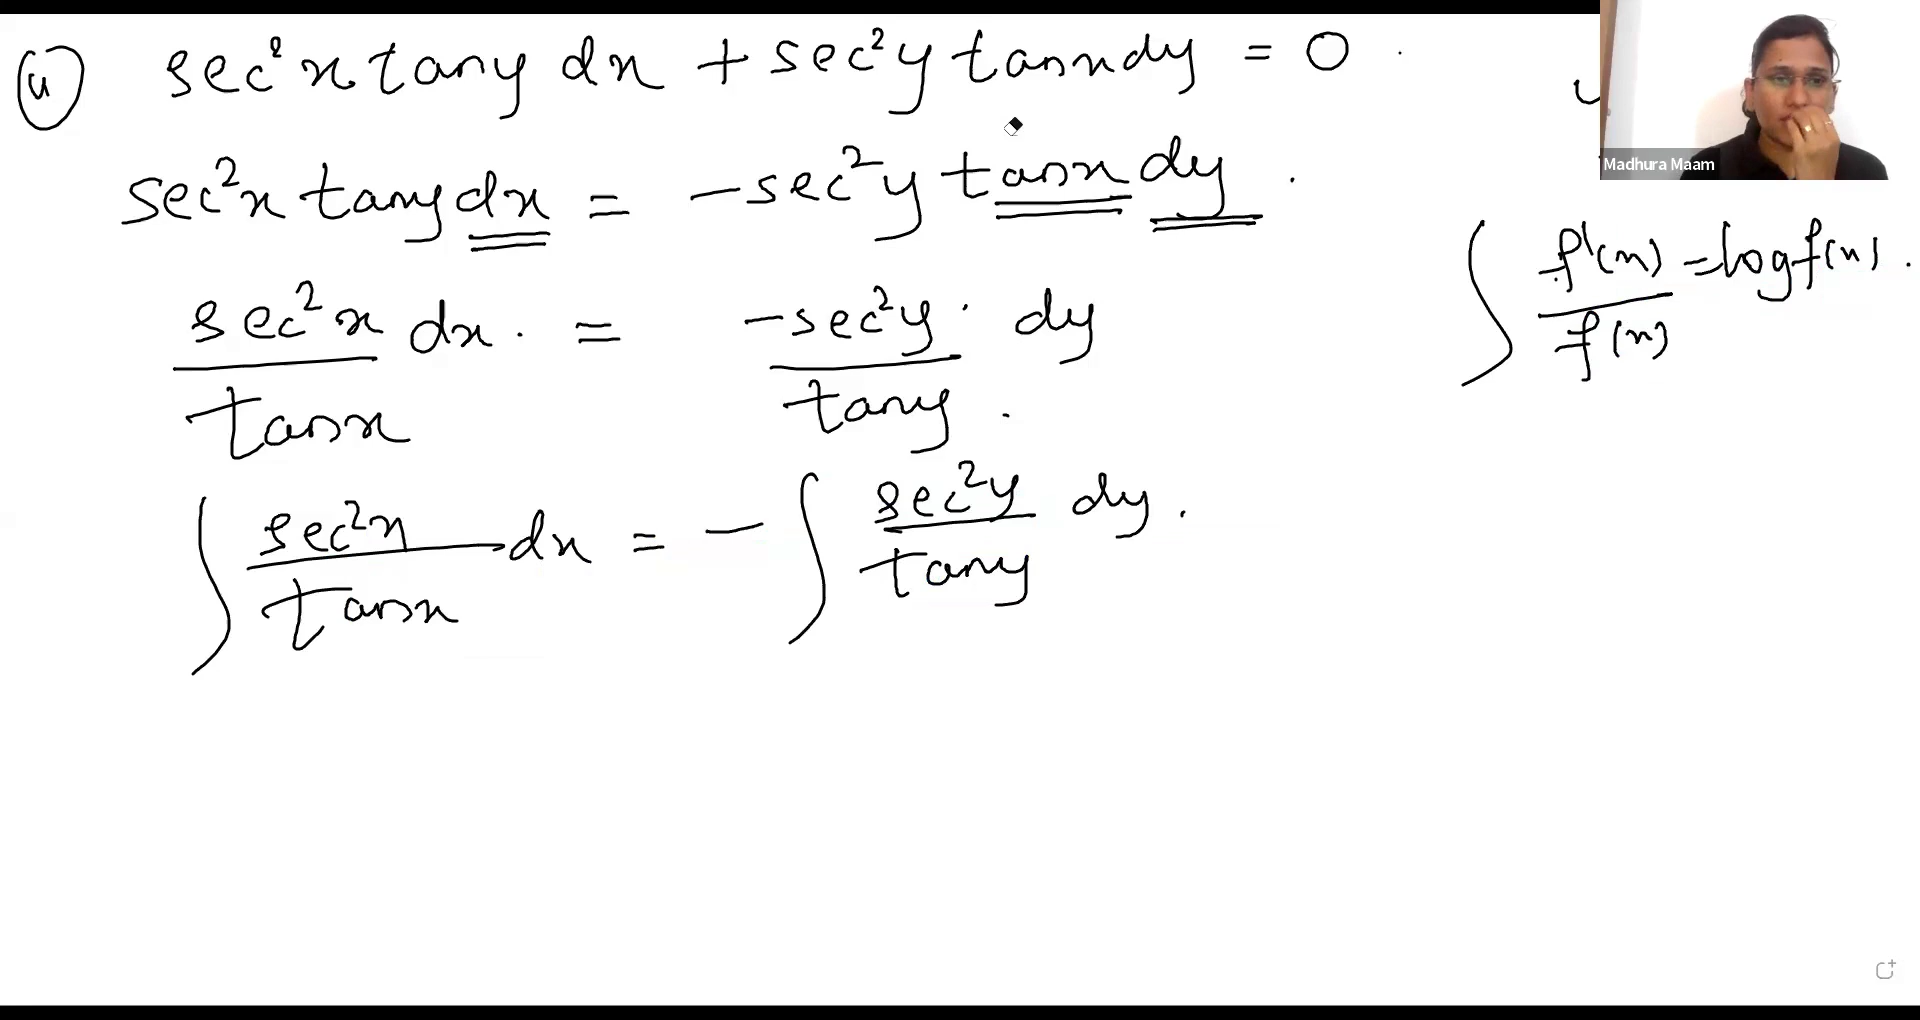 (ii) sec²x tany dx + sec²y tanx dy = 0
sec²x tany dx = -sec²y tanx dy.
sec²x/tanx dx. = -sec²y/tany. dy
∫ sec²x/tanx dx = - ∫ sec²y/tany dy.
∫ f'(x)/f(x) = log f(x).
Madhura Maam